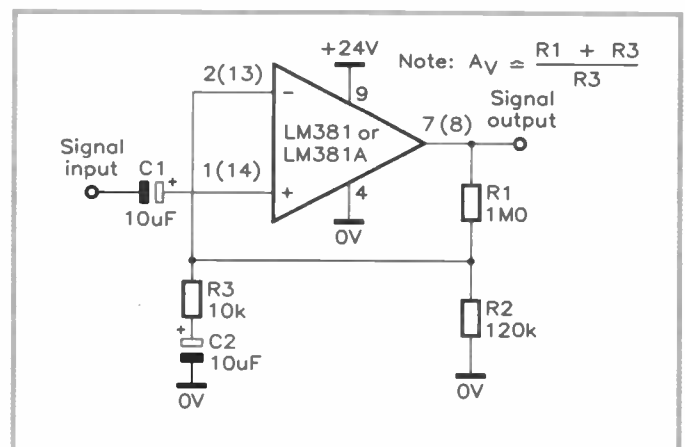 +24V
Note: A_V ≃ (R1 + R3) / R3
2(13)
9
Signal
output
−
7(8)
LM381 or
LM381A
Signal
input
C1
+
1(14)
+
4
10uF
0V
R1
1M0
R3
10k
+
C2
10uF
0V
R2
120k
0V